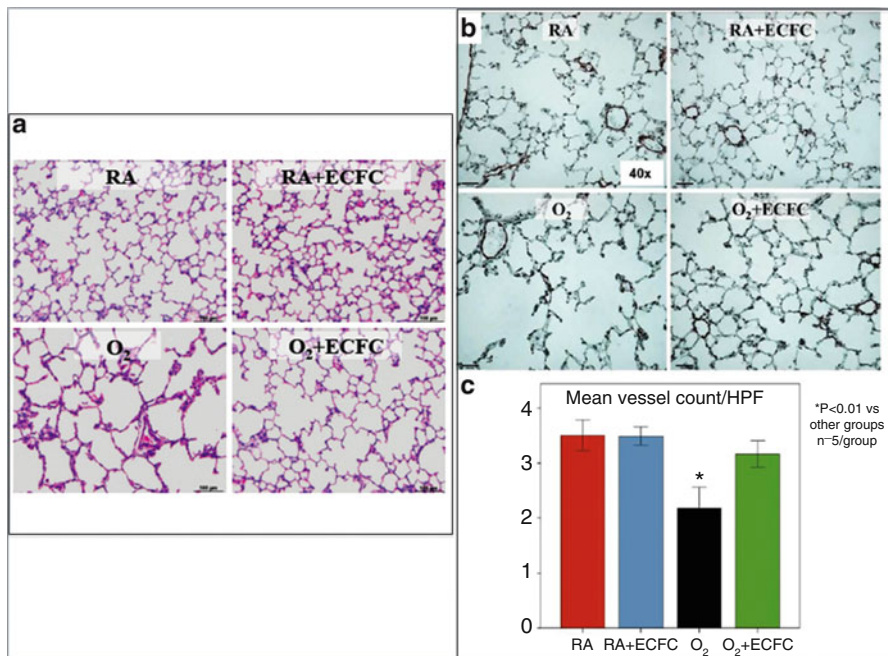 a
RA
RA+ECFC
O₂
O₂+ECFC
b
RA
RA+ECFC
40x
O₂
O₂+ECFC
c
Mean vessel count/HPF
4
3
2
1
0
*
RA
RA+ECFC
O₂
O₂+ECFC
*P<0.01 vs
other groups
n–5/group